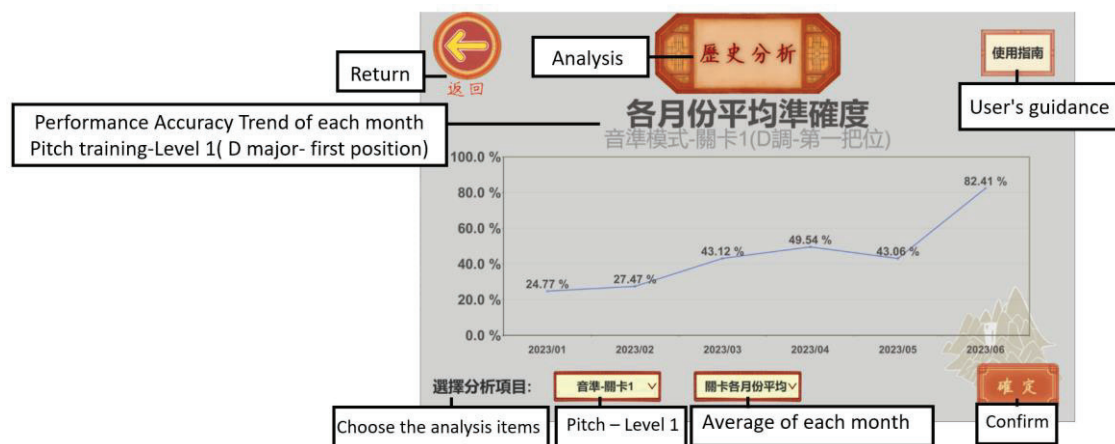 返回
Return
Analysis
歷史分析
使用指南
User's guidance
Performance Accuracy Trend of each month
Pitch training-Level 1( D major- first position)
各月份平均準確度
音準模式-關卡1(D調-第一把位)
100.0 %
80.0 %
60.0 %
40.0 %
20.0 %
0.0 %
24.77 %
27.47 %
43.12 %
49.54 %
43.06 %
82.41 %
2023/01
2023/02
2023/03
2023/04
2023/05
2023/06
選擇分析項目:
音準-關卡1
關卡各月份平均
確定
Choose the analysis items
Pitch – Level 1
Average of each month
Confirm